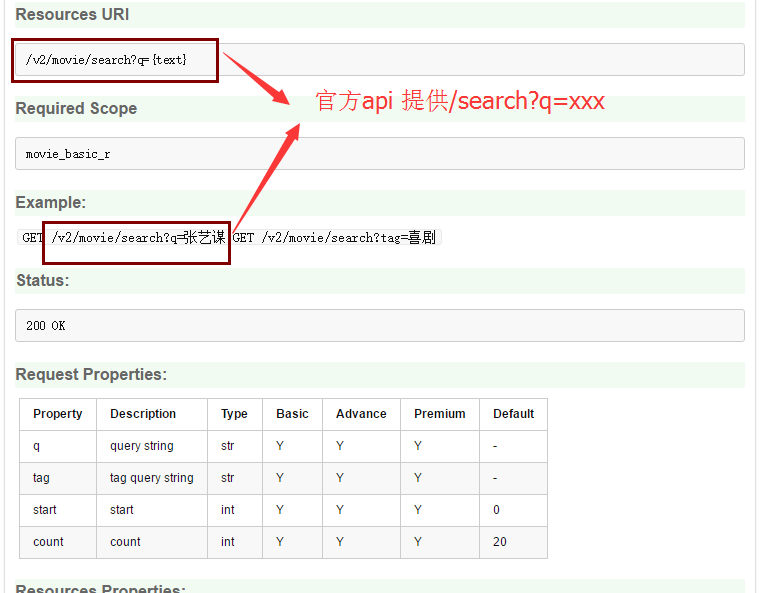 Resources URI
/v2/movie/search?q={text}
官方api 提供/search?q=xxx
Required Scope
movie_basic_r
Example:
GET /v2/movie/search?q=张艺谋 GET /v2/movie/search?tag=喜剧
Status:
200 OK
Request Properties:
Property Description Type Basic Advance Premium Default
q query string str Y Y Y -
tag tag query string str Y Y Y -
start start int Y Y Y 0
count count int Y Y Y 20
Resources Properties: